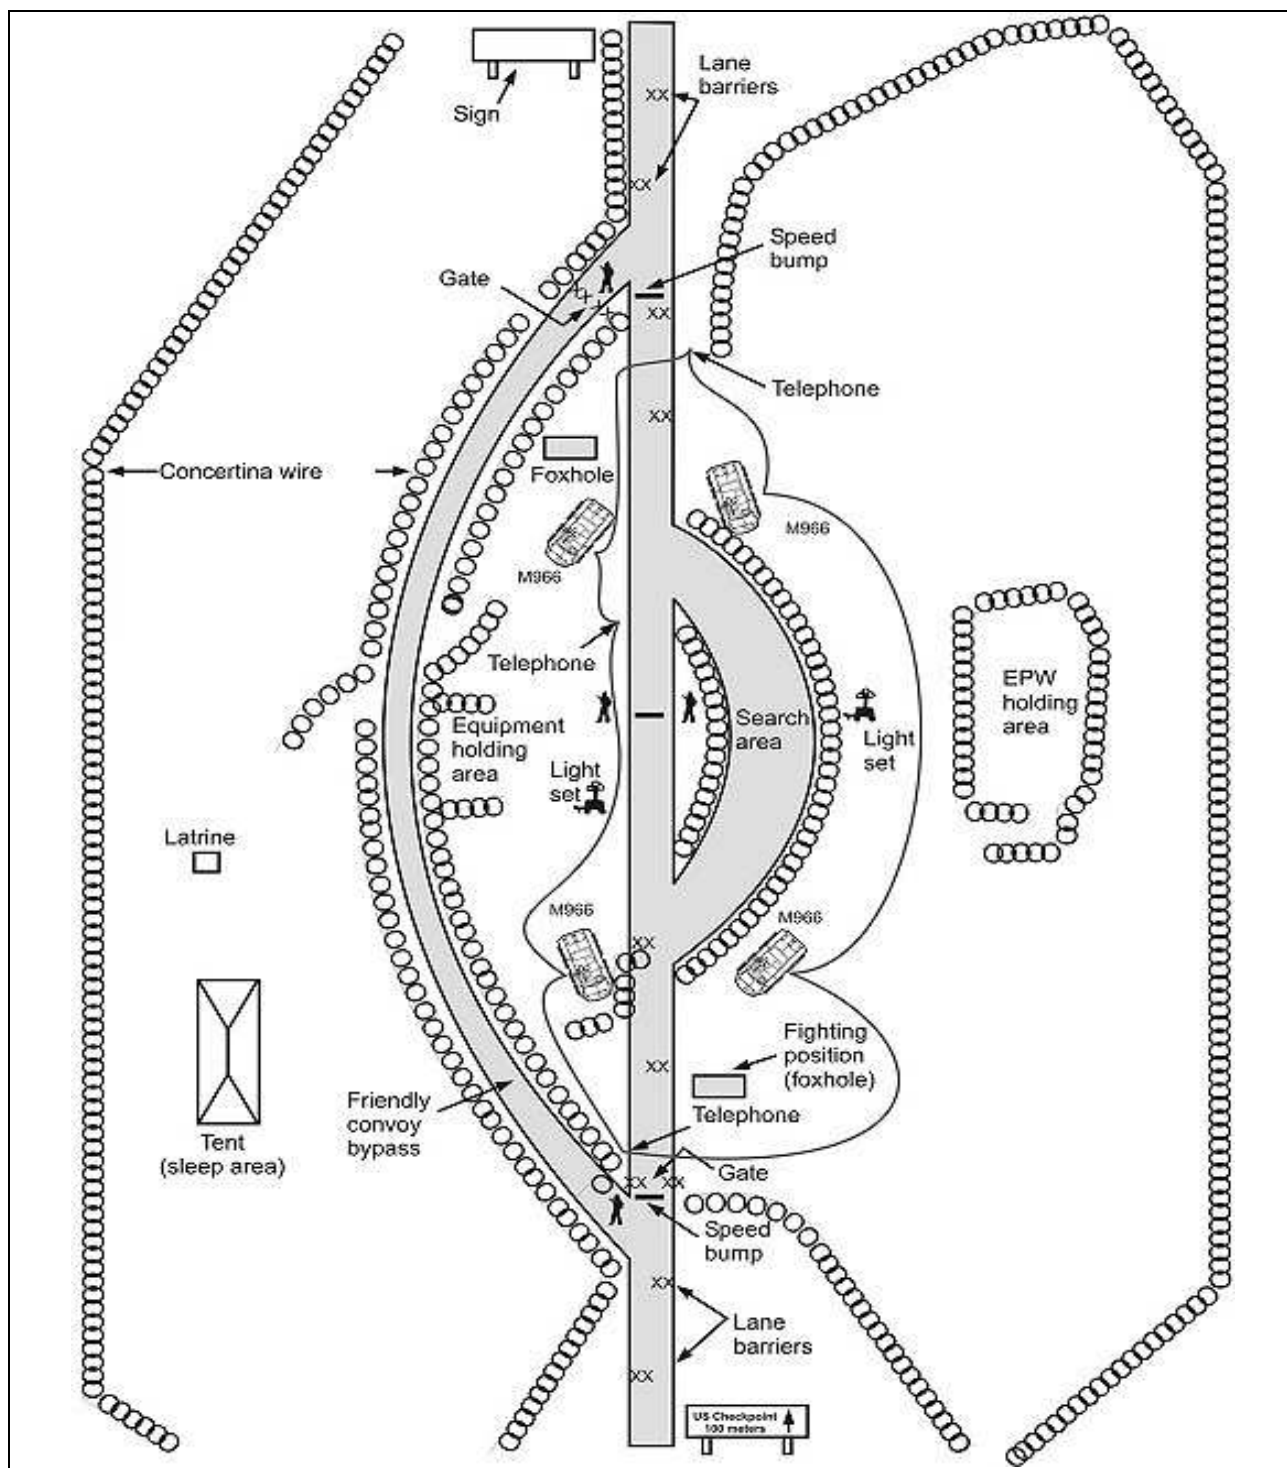 Lane
barriers
Sign
XX
XX
Speed
bump
Gate
XX
Telephone
XX
Concertina wire
Foxhole
M966
M966
Telephone
EPW
holding
area
Equipment
holding
area
Search
area
Light
set
Light
set
Latrine
M966
M966
XX
Fighting
position
(foxhole)
XX
Friendly
convoy
bypass
Telephone
Tent
(sleep area)
Gate
XX XX
Speed
bump
XX
Lane
barriers
XX
US Checkpoint
100 meters